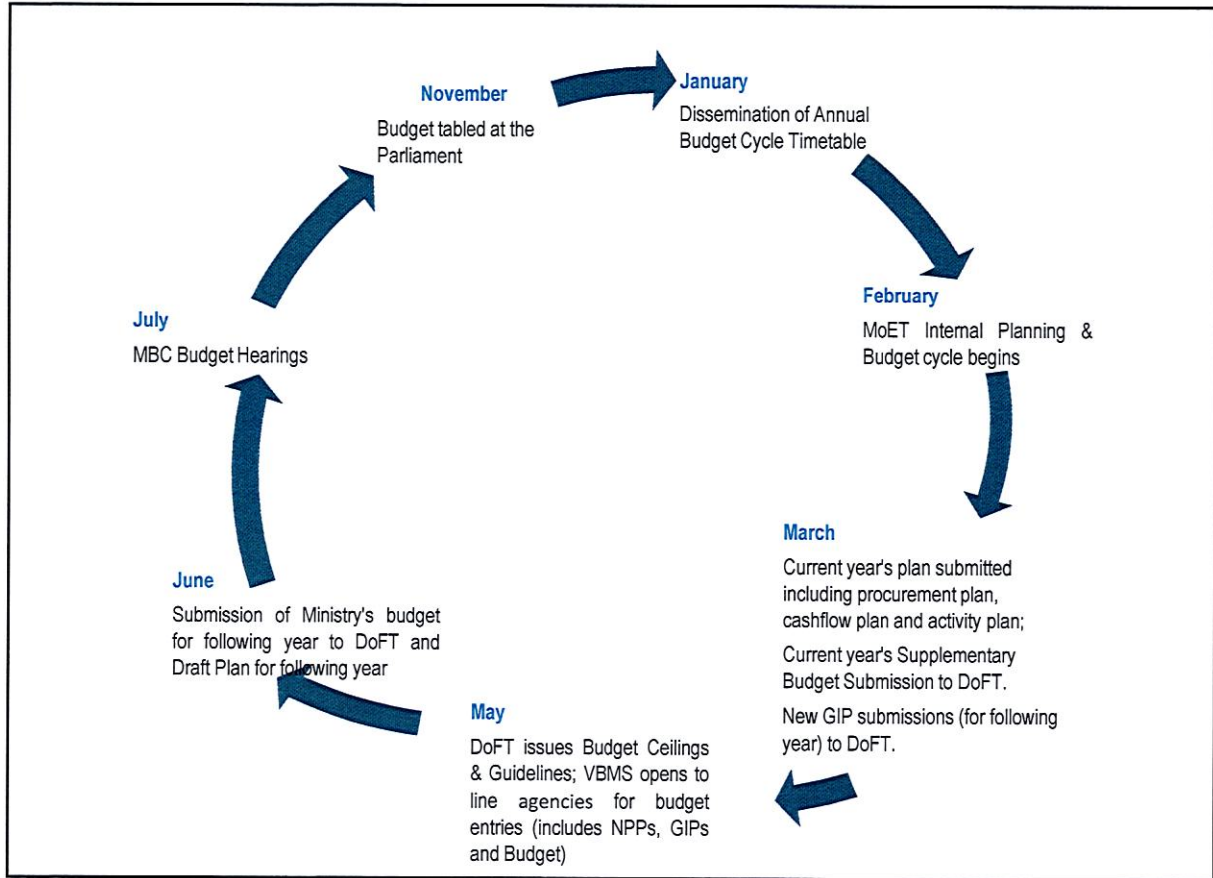 January
Dissemination of Annual
Budget Cycle Timetable
February
MoET Internal Planning &
Budget cycle begins
March
Current year's plan submitted
including procurement plan,
cashflow plan and activity plan;
Current year's Supplementary
Budget Submission to DoFT.
New GIP submissions (for following
year) to DoFT.
May
DoFT issues Budget Ceilings
& Guidelines; VBMS opens to
line agencies for budget
entries (includes NPPs, GIPs
and Budget)
June
Submission of Ministry's budget
for following year to DoFT and
Draft Plan for following year
July
MBC Budget Hearings
November
Budget tabled at the
Parliament